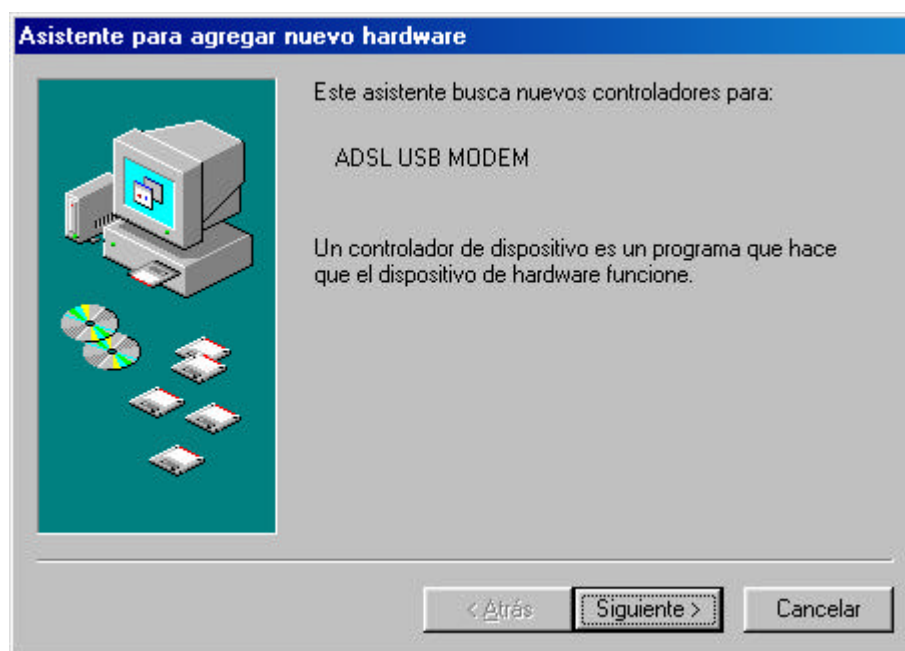 Asistente para agregar nuevo hardware
Este asistente busca nuevos controladores para:
ADSL USB MODEM
Un controlador de dispositivo es un programa que hace
que el dispositivo de hardware funcione.
< Atrás
Siguiente >
Cancelar